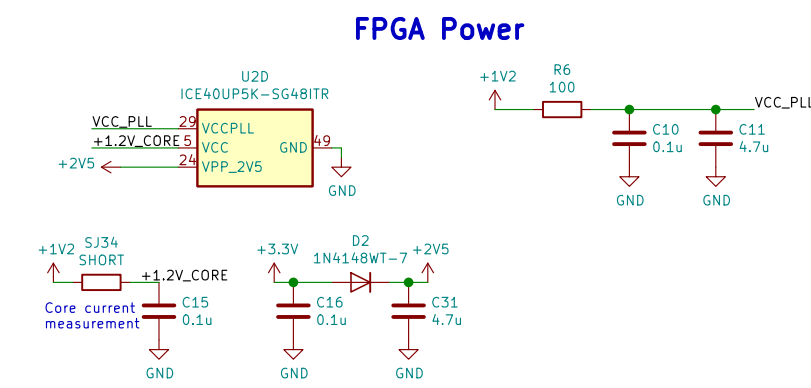 FPGA Power
U2D
ICE40UP5K-SG48ITR
VCC_PLL 29 VCCPLL
+1.2V_CORE 5 VCC GND 49
+2V5 24 VPP_2V5
GND
+1V2
R6
100
VCC_PLL
C10
0.1u
C11
4.7u
GND
GND
+1V2
SJ34
SHORT
+1.2V_CORE
Core current
measurement
C15
0.1u
GND
+3.3V
D2
1N4148WT-7
+2V5
C16
0.1u
C31
4.7u
GND
GND